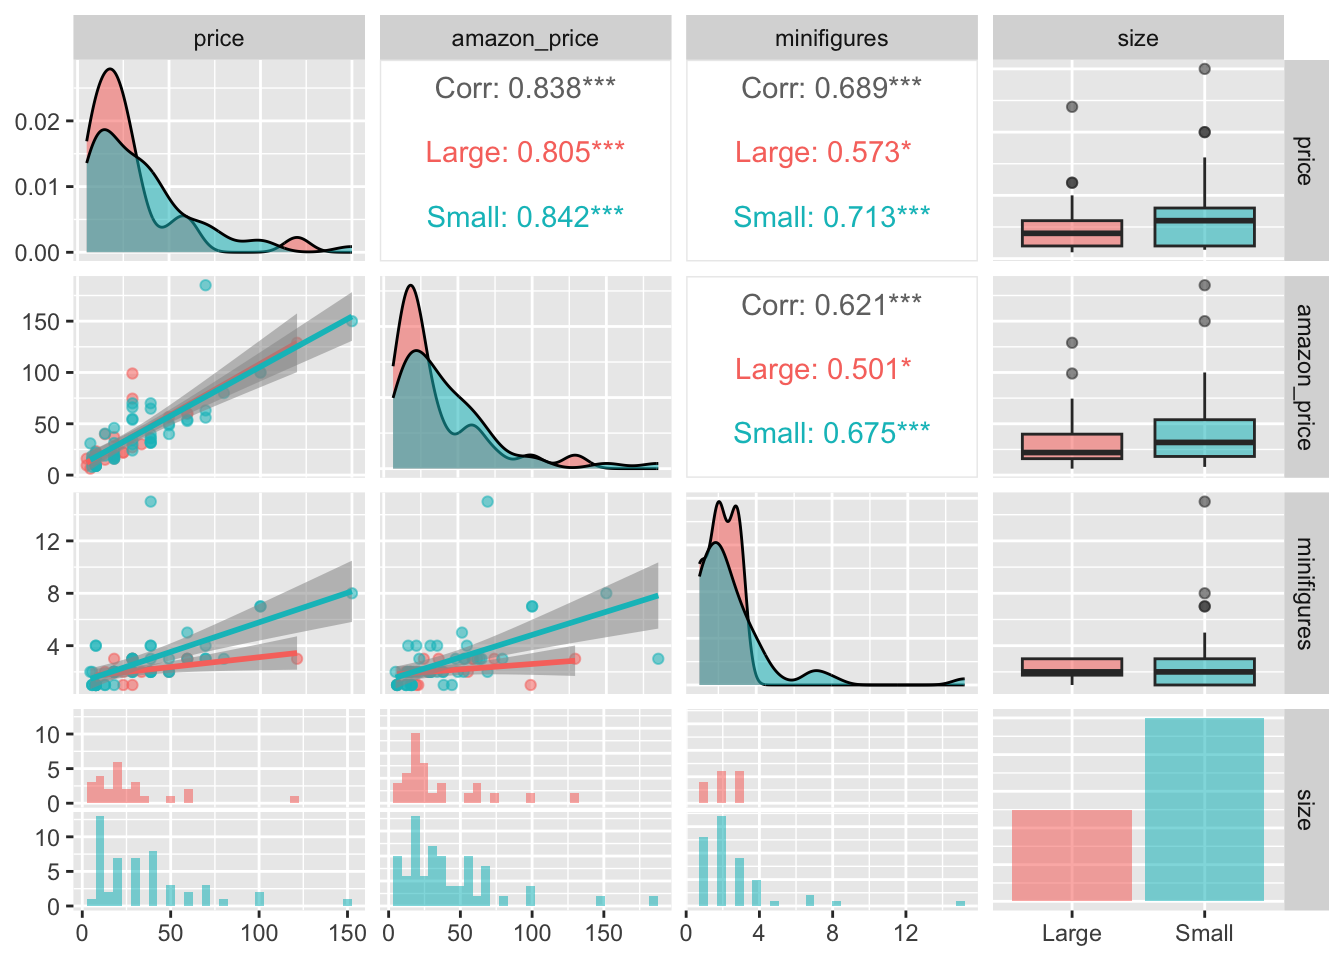 price
amazon_price
minifigures
size
0.02
0.01
0.00
Corr: 0.838***
Large: 0.805***
Small: 0.842***
Corr: 0.689***
Large: 0.573*
Small: 0.713***
price
150
100
50
0
Corr: 0.621***
Large: 0.501*
Small: 0.675***
amazon_price
12
8
4
minifigures
10
5
0
10
5
0
size
0
50
100
150
0
50
100
150
0
4
8
12
Large
Small